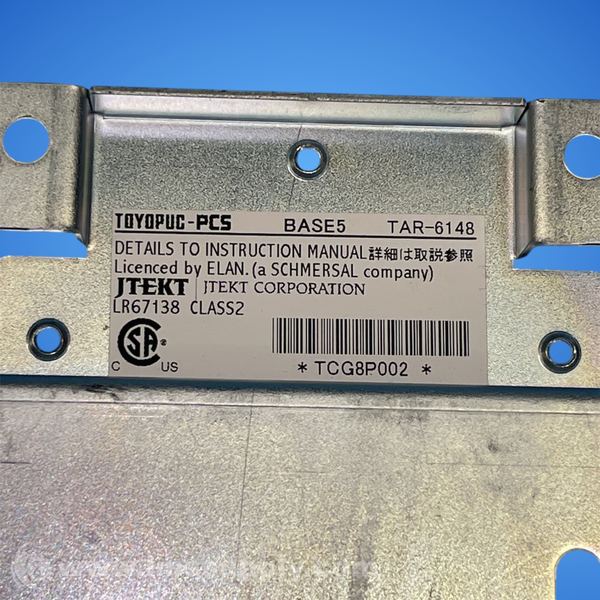 TOYOPUC-PCS BASE5 TAR-6148
DETAILS TO INSTRUCTION MANUAL詳細は取説参照
Licenced by ELAN.(a SCHMERSAL company)
JTEKT JTEKT CORPORATION
LR67138 CLASS2
CSA ®
C US
* TCG8P002 *